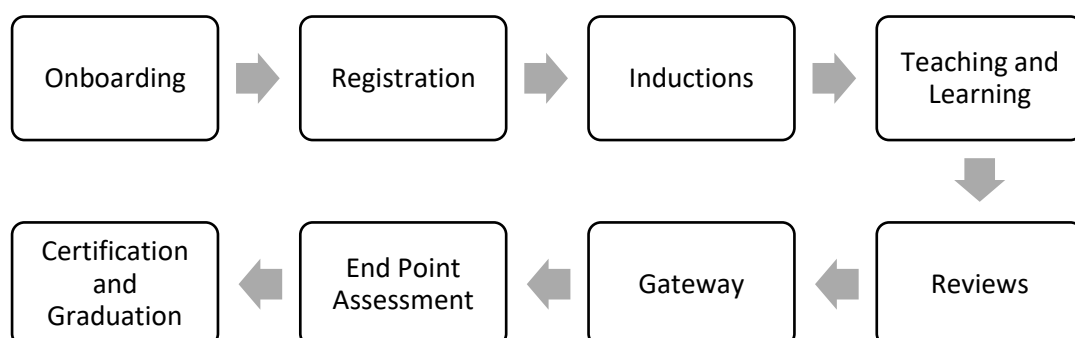 Onboarding
Registration
Inductions
Teaching and
Learning
Reviews
Gateway
End Point
Assessment
Certification
and
Graduation